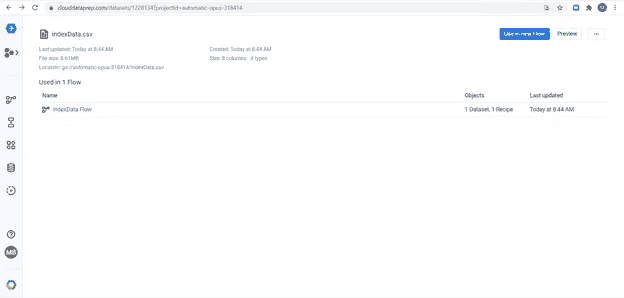 clouddataprep.com/datasets/1228134?projectId=automatic-opus-318414
indexData.csv
Use in new Flow
Preview
Last updated: Today at 8:44 AM
Created: Today at 8:44 AM
File size: 8.61MB
Size: 8 columns · 4 types
Location: gs://automatic-opus-318414/indexData.csv
Used in 1 Flow
Name Objects Last updated
indexData Flow 1 Dataset, 1 Recipe Today at 8:44 AM
MB